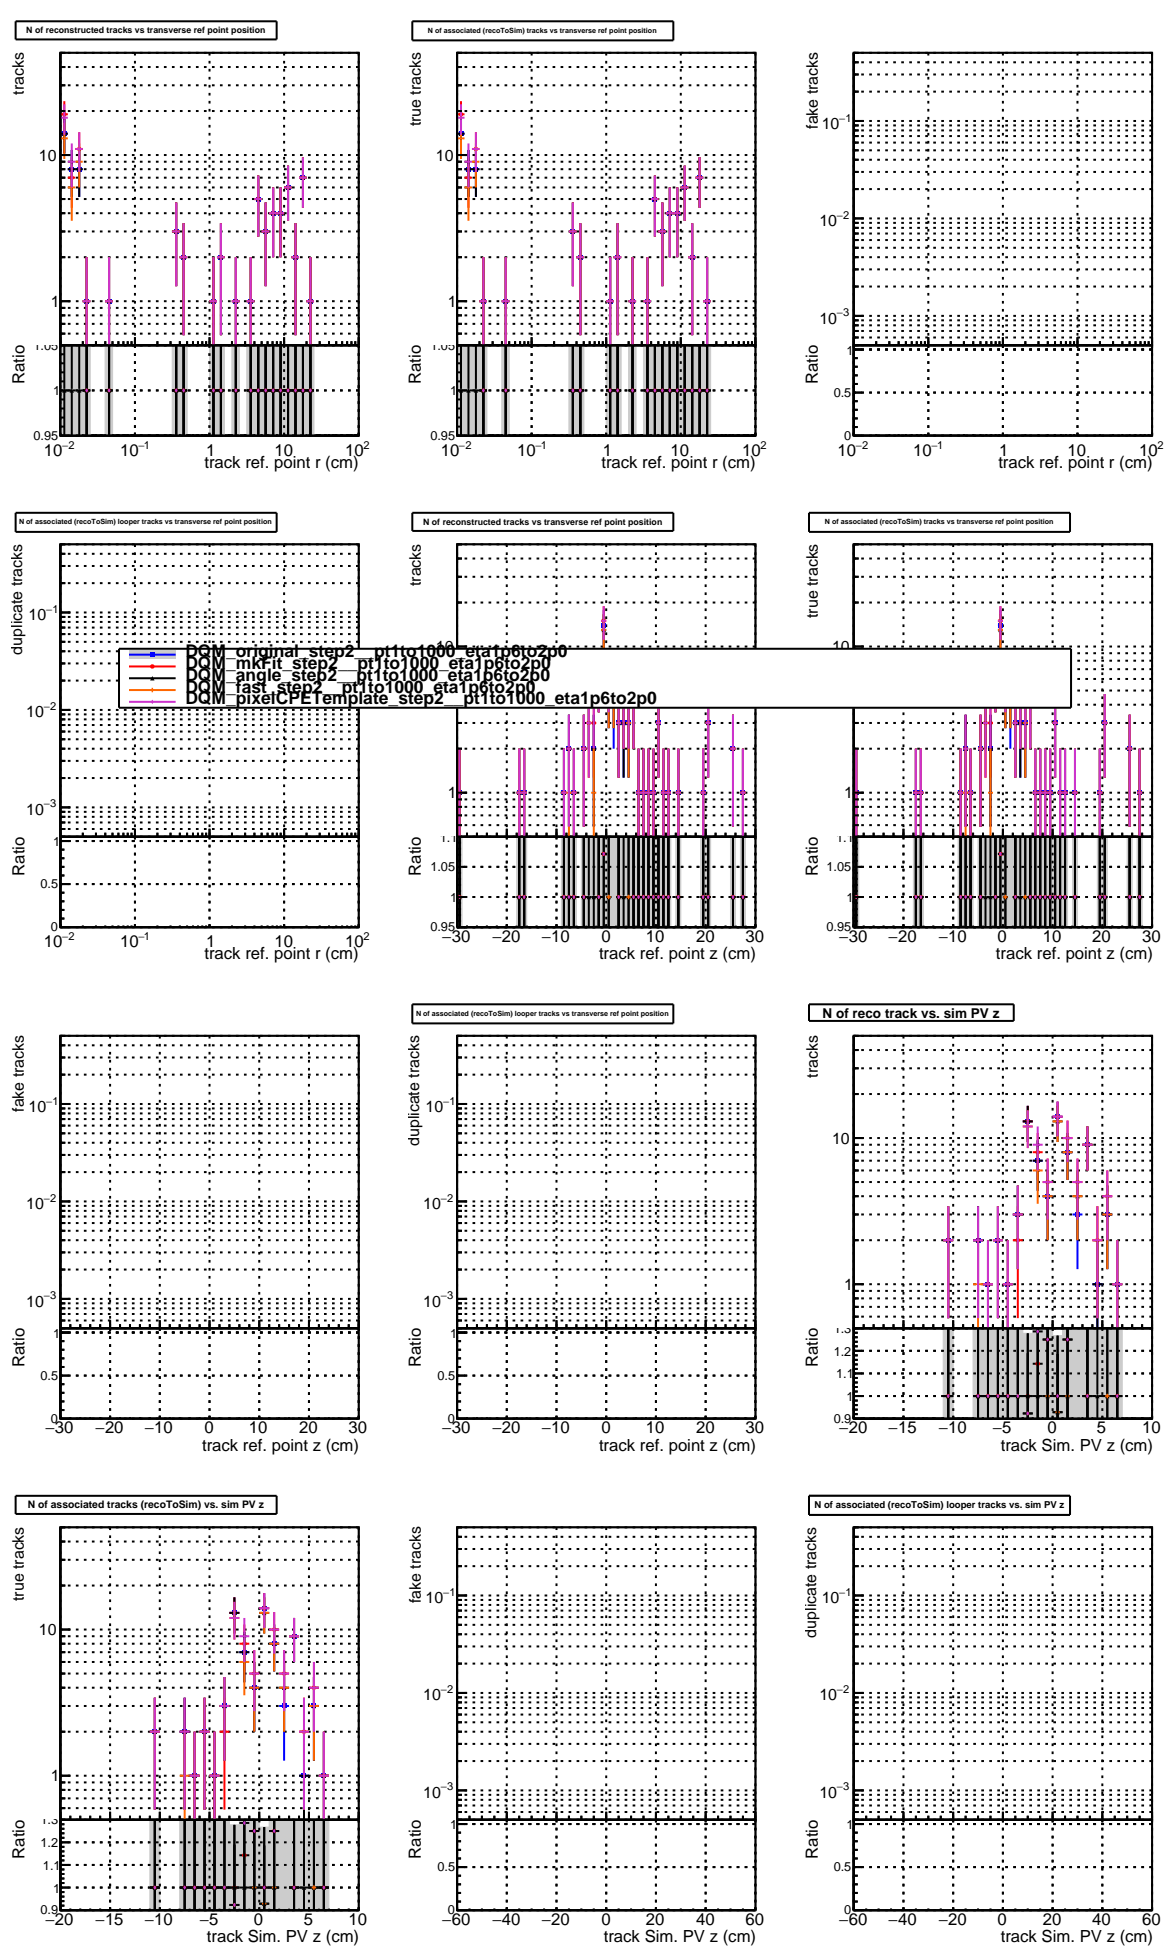 N of reconstructed tracks vs transverse ref point position
tracks
10
1
1.05
Ratio
1
0.95
10−2 10−1 1 10 102
track ref. point r (cm)
N of associated (recoToSim) tracks vs transverse ref point position
true tracks
10
1
1.05
Ratio
1
0.95
10−2 10−1 1 10 102
track ref. point r (cm)
fake tracks
10−1
10−2
10−3
Ratio
1
0.5
0
10−2 10−1 1 10 102
track ref. point r (cm)
N of associated (recoToSim) looper tracks vs transverse ref point position
duplicate tracks
10−1
10−2
10−3
Ratio
1
0.5
0
10−2 10−1 1 10 102
track ref. point r (cm)
N of reconstructed tracks vs transverse ref point position
tracks
10
1
1.1
Ratio
1.05
1
0.95
−30 −20 −10 0 10 20 30
track ref. point z (cm)
N of associated (recoToSim) tracks vs transverse ref point position
true tracks
10
1
1.1
Ratio
1.05
1
0.95
−30 −20 −10 0 10 20 30
track ref. point z (cm)
DQM_original_step2__pt1to1000_eta1p6to2p0
DQM_mkFit_step2__pt1to1000_eta1p6to2p0
DQM_angle_step2__pt1to1000_eta1p6to2p0
DQM_fast_step2__pt1to1000_eta1p6to2p0
DQM_pixelCPETemplate_step2__pt1to1000_eta1p6to2p0
fake tracks
10−1
10−2
10−3
Ratio
1
0.5
0
−30 −20 −10 0 10 20 30
track ref. point z (cm)
N of associated (recoToSim) looper tracks vs transverse ref point position
duplicate tracks
10−1
10−2
10−3
Ratio
1
0.5
0
−30 −20 −10 0 10 20 30
track ref. point z (cm)
N of reco track vs. sim PV z
tracks
10
1
1.3
Ratio
1.2
1.1
1
0.9
−20 −15 −10 −5 0 5 10
track Sim. PV z (cm)
N of associated tracks (recoToSim) vs. sim PV z
true tracks
10
1
1.3
Ratio
1.2
1.1
1
0.9
−20 −15 −10 −5 0 5 10
track Sim. PV z (cm)
fake tracks
10−1
10−2
10−3
Ratio
1
0.5
0
−60 −40 −20 0 20 40 60
track Sim. PV z (cm)
N of associated (recoToSim) looper tracks vs. sim PV z
duplicate tracks
10−1
10−2
10−3
Ratio
1
0.5
0
−60 −40 −20 0 20 40 60
track Sim. PV z (cm)